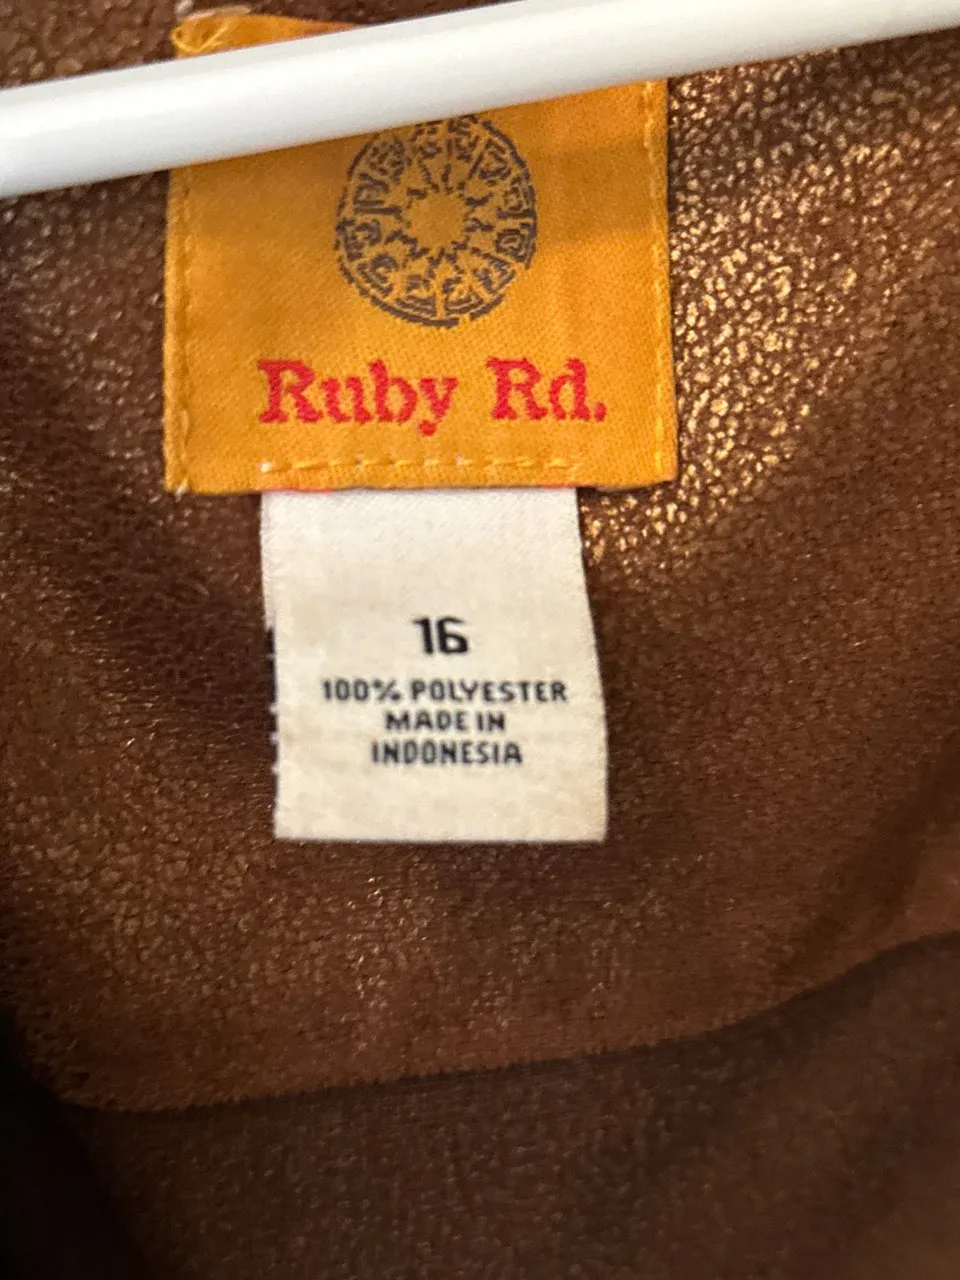 Ruby Rd.
16
100% POLYESTER
MADE IN
INDONESIA